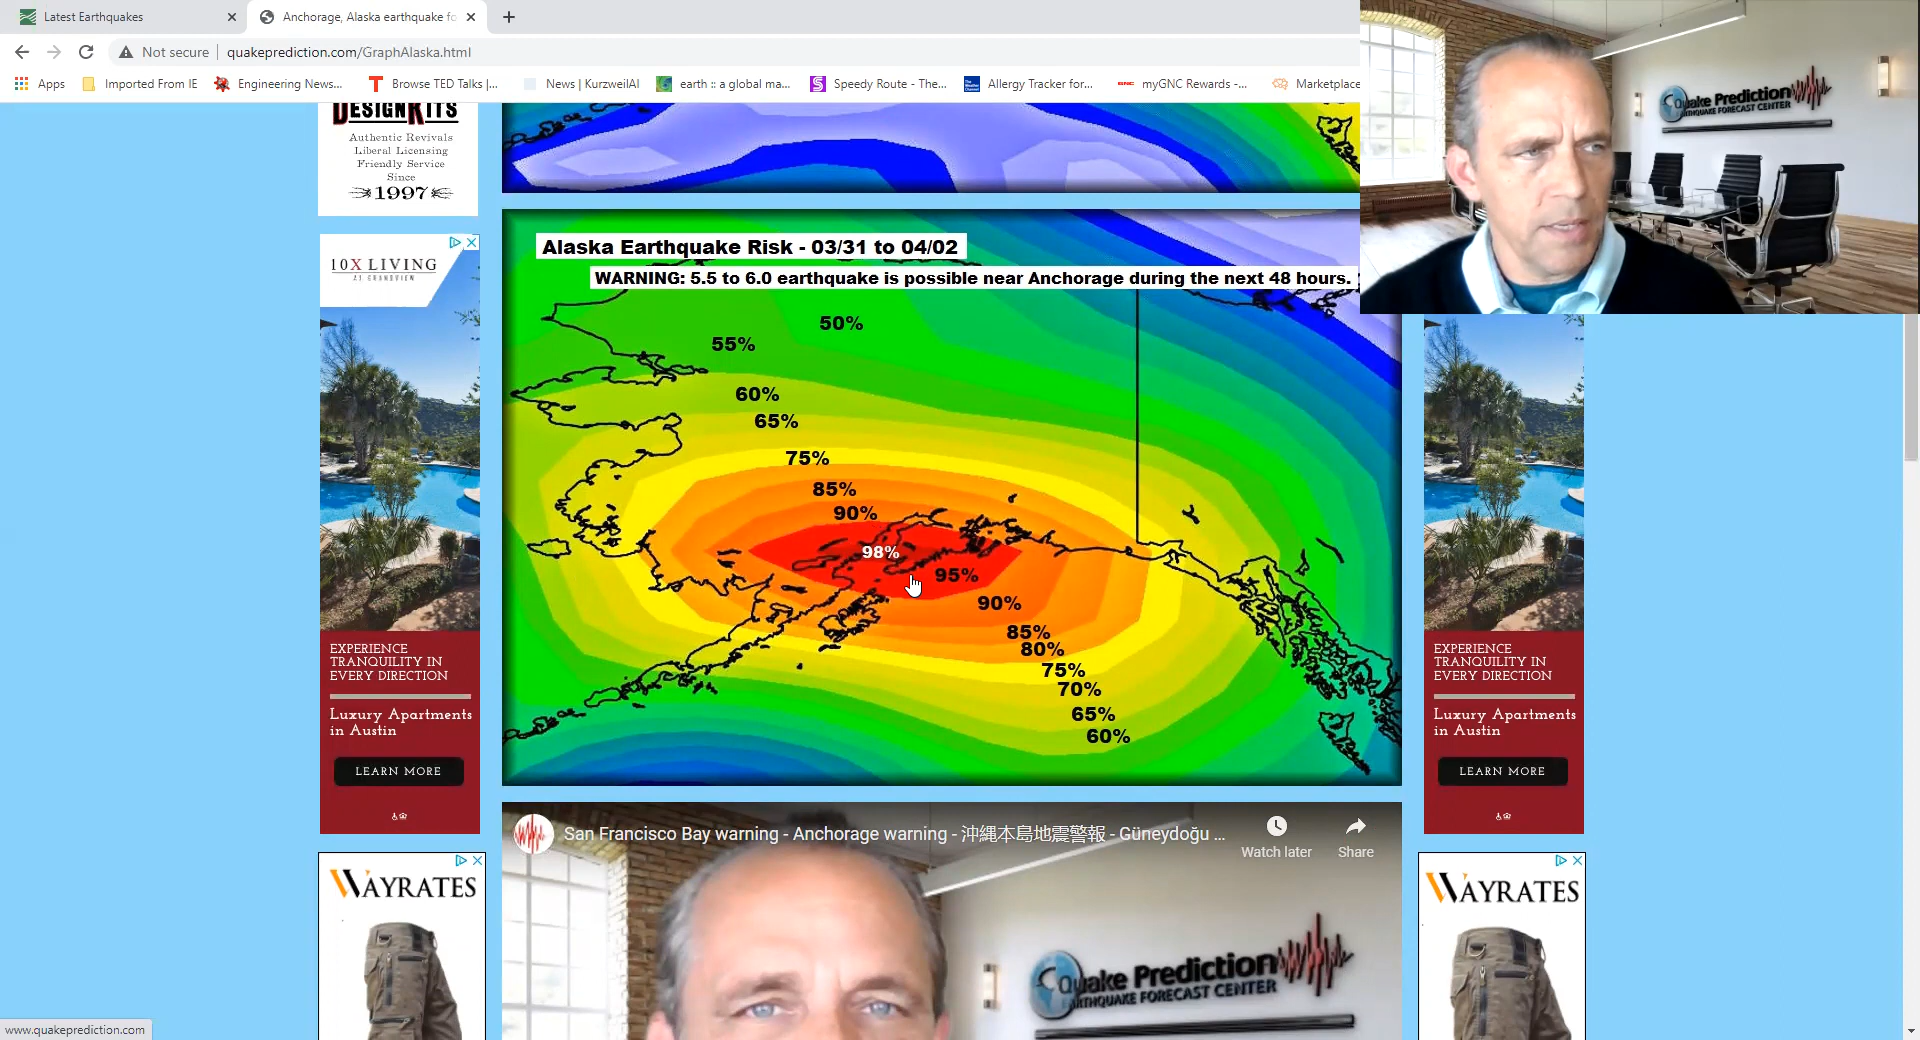 Latest Earthquakes
Anchorage, Alaska earthquake fo
Not secure
quakeprediction.com/GraphAlaska.html
Apps
Imported From IE
Engineering News...
Browse TED Talks |...
News | KurzweilAI
earth :: a global ma...
Speedy Route - The...
Allergy Tracker for...
myGNC Rewards -...
Marketplace
Quake Prediction
EARTHQUAKE FORECAST CENTER
DESIGNKITS
Authentic Revivals
Liberal Licensing
Friendly Service
Since
1997
10X LIVING
AT GRANDVIEW
EXPERIENCE
TRANQUILITY IN
EVERY DIRECTION
Luxury Apartments
in Austin
LEARN MORE
WAYRATES
Alaska Earthquake Risk - 03/31 to 04/02
WARNING: 5.5 to 6.0 earthquake is possible near Anchorage during the next 48 hours.
50%
55%
60%
65%
75%
85%
90%
98%
95%
90%
85%
80%
75%
70%
65%
60%
San Francisco Bay warning - Anchorage warning - 沖縄本島地震警報 - Güneydoğu ...
Watch later
Share
Quake Prediction
EARTHQUAKE FORECAST CENTER
EXPERIENCE
TRANQUILITY IN
EVERY DIRECTION
Luxury Apartments
in Austin
LEARN MORE
WAYRATES
www.quakeprediction.com